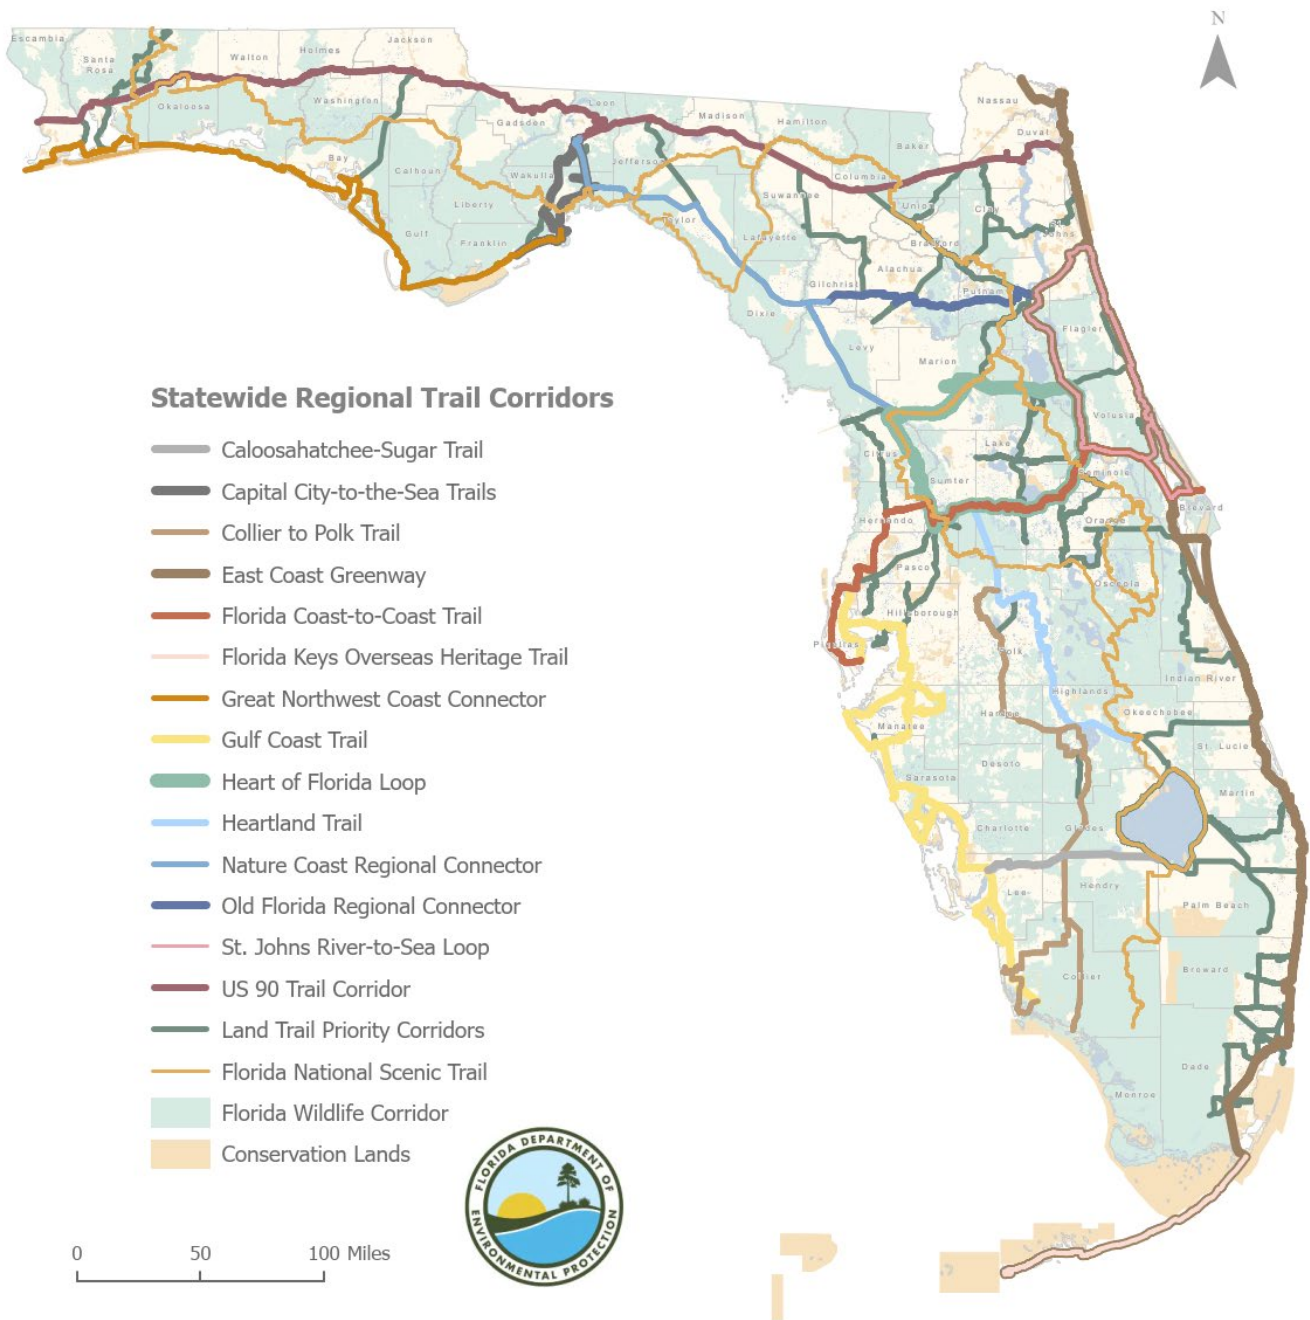 N
Escambia
Santa
Rosa
Okaloosa
Walton
Holmes
Jackson
Washington
Bay
Calhoun
Gulf
Liberty
Franklin
Gadsden
Leon
Wakulla
Jefferson
Madison
Taylor
Hamilton
Suwannee
Lafayette
Dixie
Columbia
Baker
Nassau
Duval
Union
Bradford
Clay
St
Johns
Alachua
Gilchrist
Putnam
Levy
Marion
Flagler
Volusia
Citrus
Lake
Sumter
Seminole
Hernando
Orange
Brevard
Pasco
Osceola
Hillsborough
Pinellas
Polk
Indian River
Highlands
Okeechobee
Hardee
Manatee
St. Lucie
Sarasota
Desoto
Martin
Charlotte
Glades
Lee
Hendry
Palm Beach
Collier
Broward
Monroe
Dade
Statewide Regional Trail Corridors
Caloosahatchee-Sugar Trail
Capital City-to-the-Sea Trails
Collier to Polk Trail
East Coast Greenway
Florida Coast-to-Coast Trail
Florida Keys Overseas Heritage Trail
Great Northwest Coast Connector
Gulf Coast Trail
Heart of Florida Loop
Heartland Trail
Nature Coast Regional Connector
Old Florida Regional Connector
St. Johns River-to-Sea Loop
US 90 Trail Corridor
Land Trail Priority Corridors
Florida National Scenic Trail
Florida Wildlife Corridor
Conservation Lands
FLORIDA DEPARTMENT OF
ENVIRONMENTAL PROTECTION
0 50 100 Miles